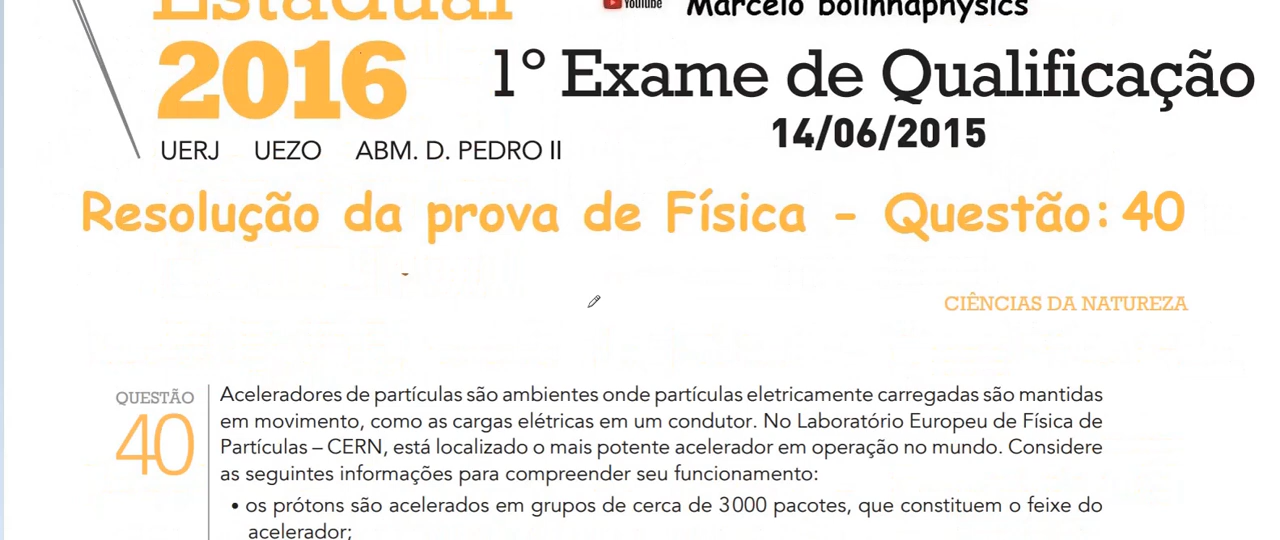 Estadual
YouTube Marcelo bolinhaphysics
2016
1º Exame de Qualificação
14/06/2015
UERJ UEZO ABM. D. PEDRO II
Resolução da prova de Física - Questão: 40
CIÊNCIAS DA NATUREZA
QUESTÃO
40
Aceleradores de partículas são ambientes onde partículas eletricamente carregadas são mantidas
em movimento, como as cargas elétricas em um condutor. No Laboratório Europeu de Física de
Partículas – CERN, está localizado o mais potente acelerador em operação no mundo. Considere
as seguintes informações para compreender seu funcionamento:
• os prótons são acelerados em grupos de cerca de 3000 pacotes, que constituem o feixe do
acelerador;